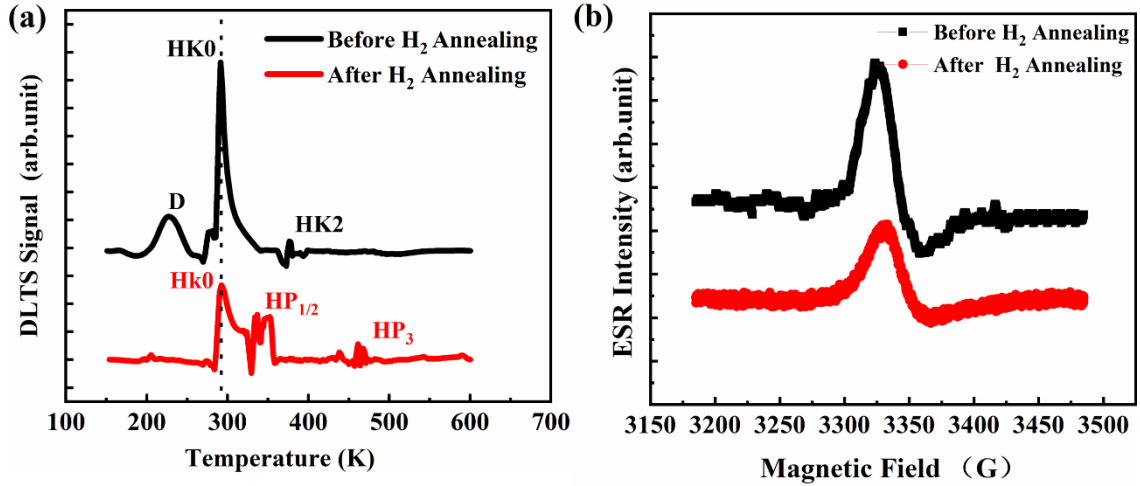 (a)
Before H2 Annealing
After H2 Annealing
HK0
D
HK2
Hk0
HP1/2
HP3
DLTS Signal (arb.unit)
100 200 300 400 500 600 700
Temperature (K)
(b)
Before H2 Annealing
After H2 Annealing
ESR Intensity (arb.unit)
3150 3200 3250 3300 3350 3400 3450 3500
Magnetic Field （G）